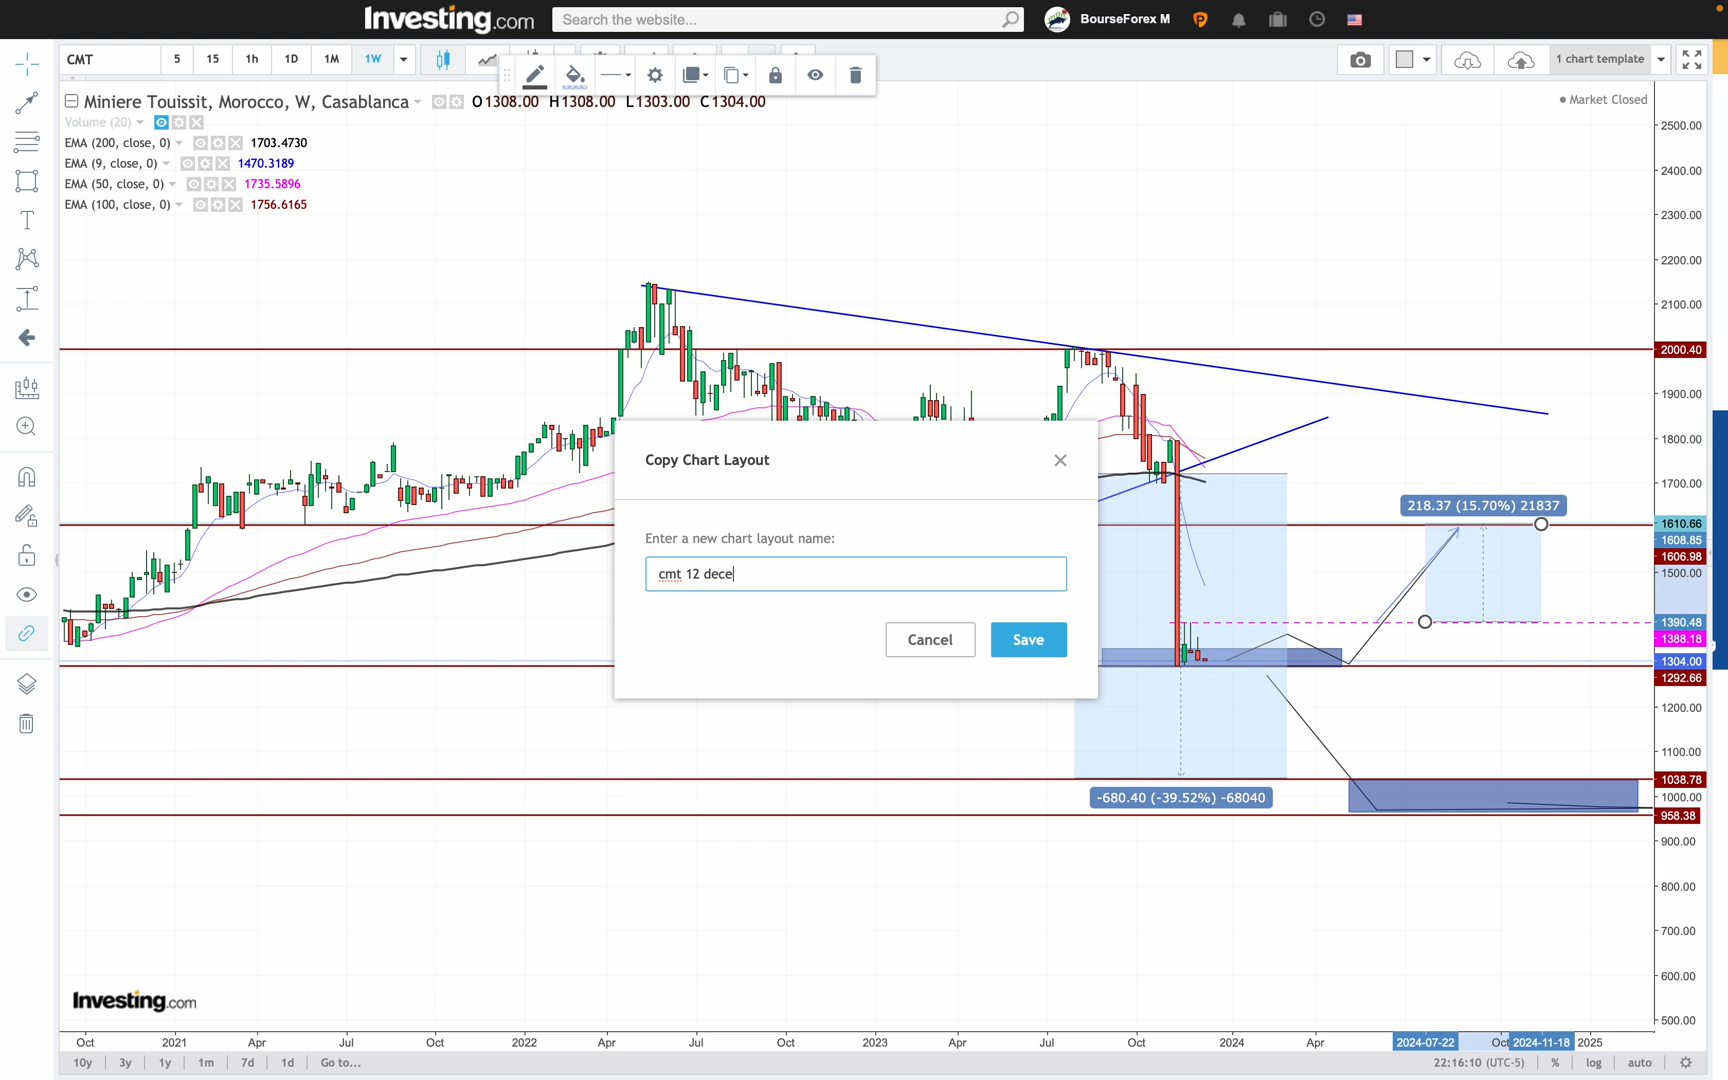 Investing.com
Search the website...
BourseForex M
CMT
5
15
1h
1D
1M
1W
1 chart template
Miniere Touissit, Morocco, W, Casablanca
O1308.00 H1308.00 L1303.00 C1304.00
Market Closed
Volume (20)
EMA (200, close, 0) 1703.4730
EMA (9, close, 0) 1470.3189
EMA (50, close, 0) 1735.5896
EMA (100, close, 0) 1756.6165
2500.00
2400.00
2300.00
2200.00
2100.00
2000.40
1900.00
1800.00
1700.00
1610.66
1608.85
1606.98
1500.00
1390.48
1388.18
1304.00
1292.66
1200.00
1100.00
1038.78
1000.00
958.38
900.00
800.00
700.00
600.00
500.00
218.37 (15.70%) 21837
-680.40 (-39.52%) -68040
Copy Chart Layout
Enter a new chart layout name:
cmt 12 dece
Cancel
Save
Investing.com
Oct
2021
Apr
Jul
Oct
2022
Apr
Jul
Oct
2023
Apr
Jul
Oct
2024
Apr
2024-07-22
Oct
2024-11-18
2025
10y
3y
1y
1m
7d
1d
Go to...
22:16:10 (UTC-5)
%
log
auto